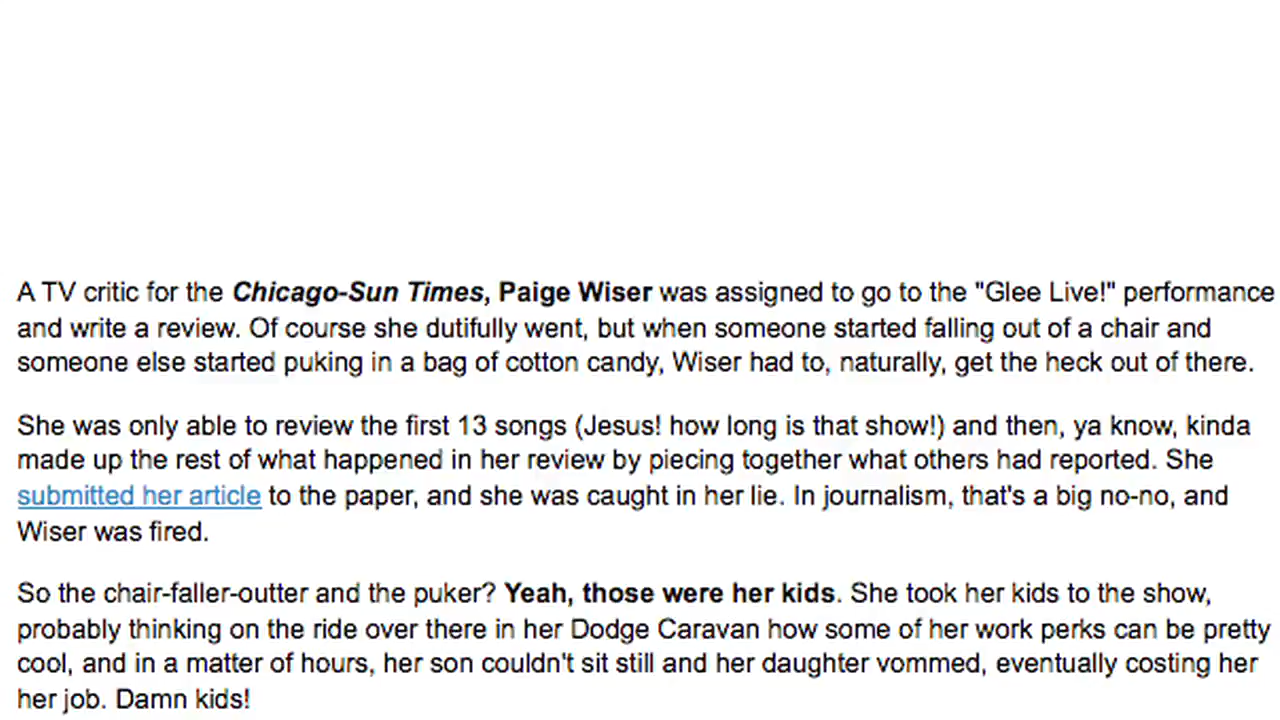 A TV critic for the Chicago-Sun Times, Paige Wiser was assigned to go to the "Glee Live!" performance
and write a review. Of course she dutifully went, but when someone started falling out of a chair and
someone else started puking in a bag of cotton candy, Wiser had to, naturally, get the heck out of there.
She was only able to review the first 13 songs (Jesus! how long is that show!) and then, ya know, kinda
made up the rest of what happened in her review by piecing together what others had reported. She
submitted her article to the paper, and she was caught in her lie. In journalism, that's a big no-no, and
Wiser was fired.
So the chair-faller-outter and the puker? Yeah, those were her kids. She took her kids to the show,
probably thinking on the ride over there in her Dodge Caravan how some of her work perks can be pretty
cool, and in a matter of hours, her son couldn't sit still and her daughter vommed, eventually costing her
her job. Damn kids!